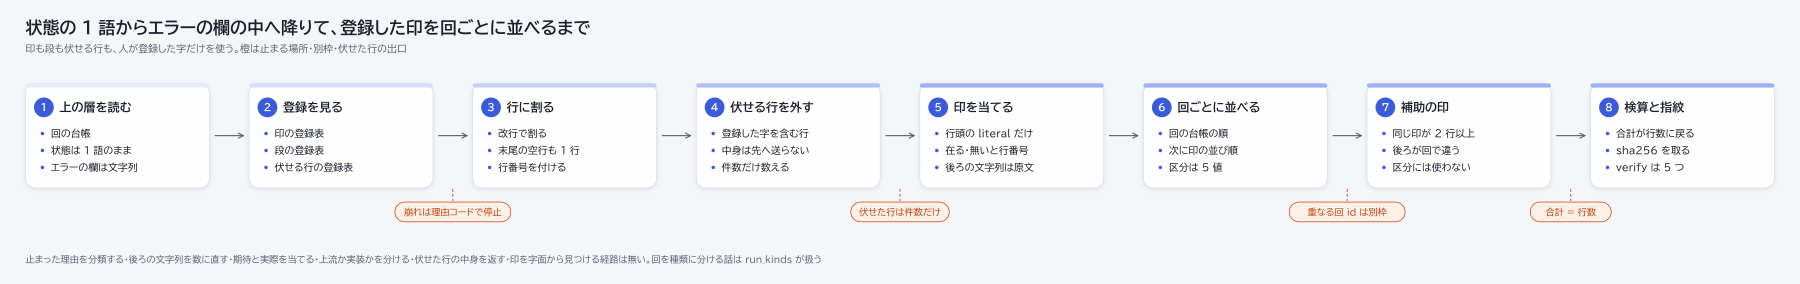 状態の 1 語からエラーの欄の中へ降りて、登録した印を回ごとに並べるまで
印も段も伏せる行も、人が登録した字だけを使う。橙は止まる場所・別枠・伏せた行の出口
1 上の層を読む
• 回の台帳
• 状態は 1 語のまま
• エラーの欄は文字列
2 登録を見る
• 印の登録表
• 段の登録表
• 伏せる行の登録表
3 行に割る
• 改行で割る
• 末尾の空行も 1 行
• 行番号を付ける
4 伏せる行を外す
• 登録した字を含む行
• 中身は先へ送らない
• 件数だけ数える
5 印を当てる
• 行頭の literal だけ
• 在る・無いと行番号
• 後ろの文字列は原文
6 回ごとに並べる
• 回の台帳の順
• 次に印の並び順
• 区分は 5 値
7 補助の印
• 同じ印が 2 行以上
• 後ろが回で違う
• 区分には使わない
8 検算と指紋
• 合計が行数に戻る
• sha256 を取る
• verify は 5 つ
崩れは理由コードで停止
伏せた行は件数だけ
重なる回 id は別枠
合計 = 行数
止まった理由を分類する・後ろの文字列を数に直す・期待と実際を当てる・上流か実装かを分ける・伏せた行の中身を返す・印を字面から見つける経路は無い。回を種類に分ける話は run_kinds が扱う